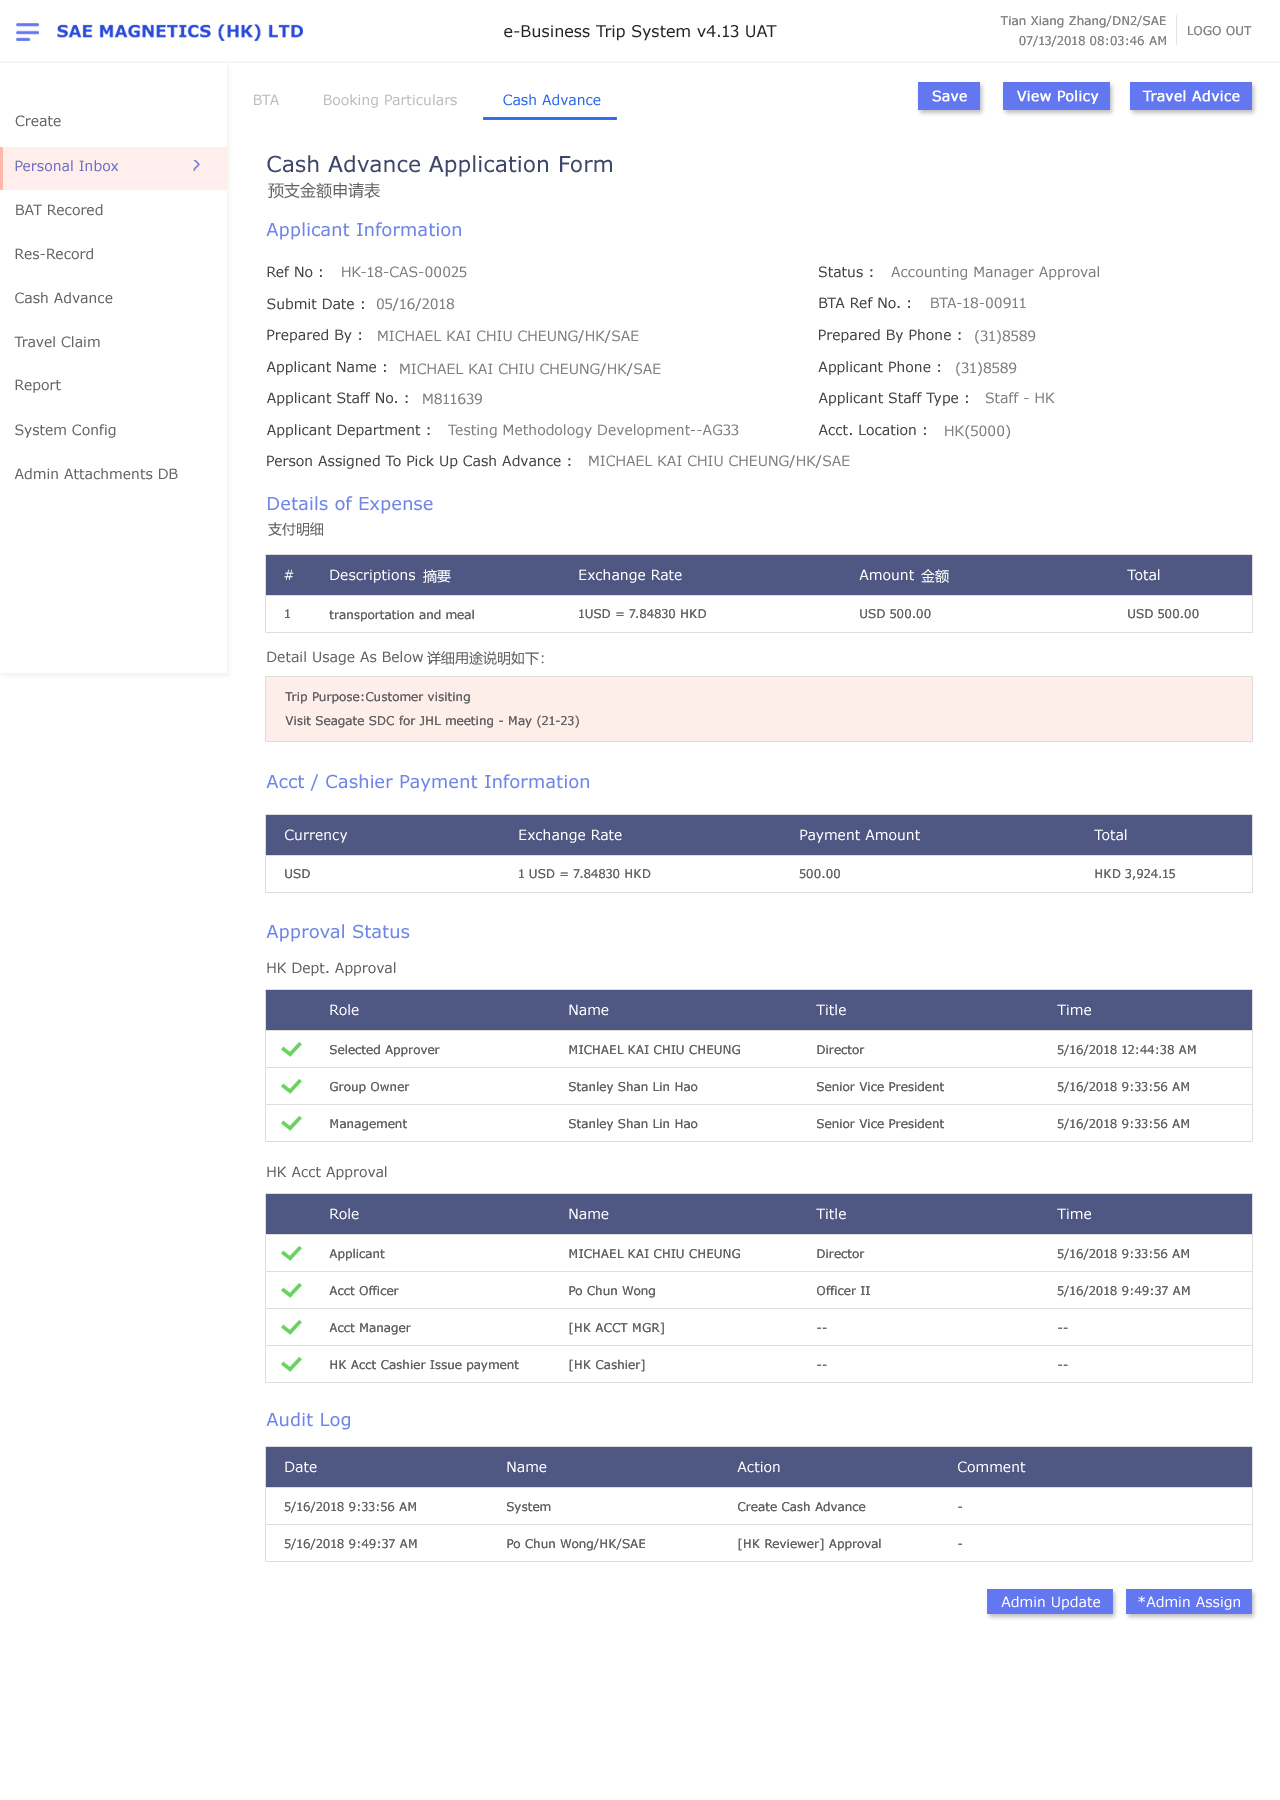 SAE MAGNETICS (HK) LTD
e-Business Trip System v4.13 UAT
Tian Xiang Zhang/DN2/SAE
07/13/2018 08:03:46 AM
LOGO OUT
Create
Personal Inbox
BAT Recored
Res-Record
Cash Advance
Travel Claim
Report
System Config
Admin Attachments DB
BTA Booking Particulars Cash Advance
Save View Policy Travel Advice
Cash Advance Application Form
预支金额申请表
Applicant Information
Ref No : HK-18-CAS-00025 Status : Accounting Manager Approval
Submit Date : 05/16/2018 BTA Ref No. : BTA-18-00911
Prepared By : MICHAEL KAI CHIU CHEUNG/HK/SAE Prepared By Phone : (31)8589
Applicant Name : MICHAEL KAI CHIU CHEUNG/HK/SAE Applicant Phone : (31)8589
Applicant Staff No. : M811639 Applicant Staff Type : Staff - HK
Applicant Department : Testing Methodology Development--AG33 Acct. Location : HK(5000)
Person Assigned To Pick Up Cash Advance : MICHAEL KAI CHIU CHEUNG/HK/SAE
Details of Expense
支付明细
# Descriptions 摘要 Exchange Rate Amount 金额 Total
1 transportation and meal 1USD = 7.84830 HKD USD 500.00 USD 500.00
Detail Usage As Below 详细用途说明如下：
Trip Purpose:Customer visiting
Visit Seagate SDC for JHL meeting - May (21-23)
Acct / Cashier Payment Information
Currency Exchange Rate Payment Amount Total
USD 1 USD = 7.84830 HKD 500.00 HKD 3,924.15
Approval Status
HK Dept. Approval
Role Name Title Time
Selected Approver MICHAEL KAI CHIU CHEUNG Director 5/16/2018 12:44:38 AM
Group Owner Stanley Shan Lin Hao Senior Vice President 5/16/2018 9:33:56 AM
Management Stanley Shan Lin Hao Senior Vice President 5/16/2018 9:33:56 AM
HK Acct Approval
Role Name Title Time
Applicant MICHAEL KAI CHIU CHEUNG Director 5/16/2018 9:33:56 AM
Acct Officer Po Chun Wong Officer II 5/16/2018 9:49:37 AM
Acct Manager [HK ACCT MGR] -- --
HK Acct Cashier Issue payment [HK Cashier] -- --
Audit Log
Date Name Action Comment
5/16/2018 9:33:56 AM System Create Cash Advance -
5/16/2018 9:49:37 AM Po Chun Wong/HK/SAE [HK Reviewer] Approval -
Admin Update *Admin Assign